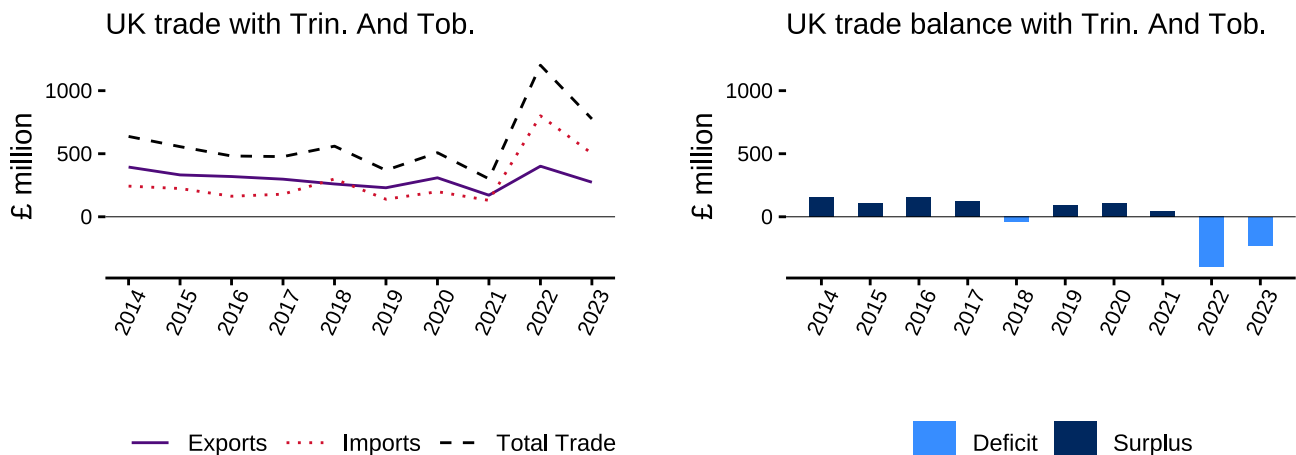 UK trade with Trin. And Tob.
£ million
1000
500
0
2014
2015
2016
2017
2018
2019
2020
2021
2022
2023
Exports
Imports
Total Trade
UK trade balance with Trin. And Tob.
£ million
1000
500
0
2014
2015
2016
2017
2018
2019
2020
2021
2022
2023
Deficit
Surplus